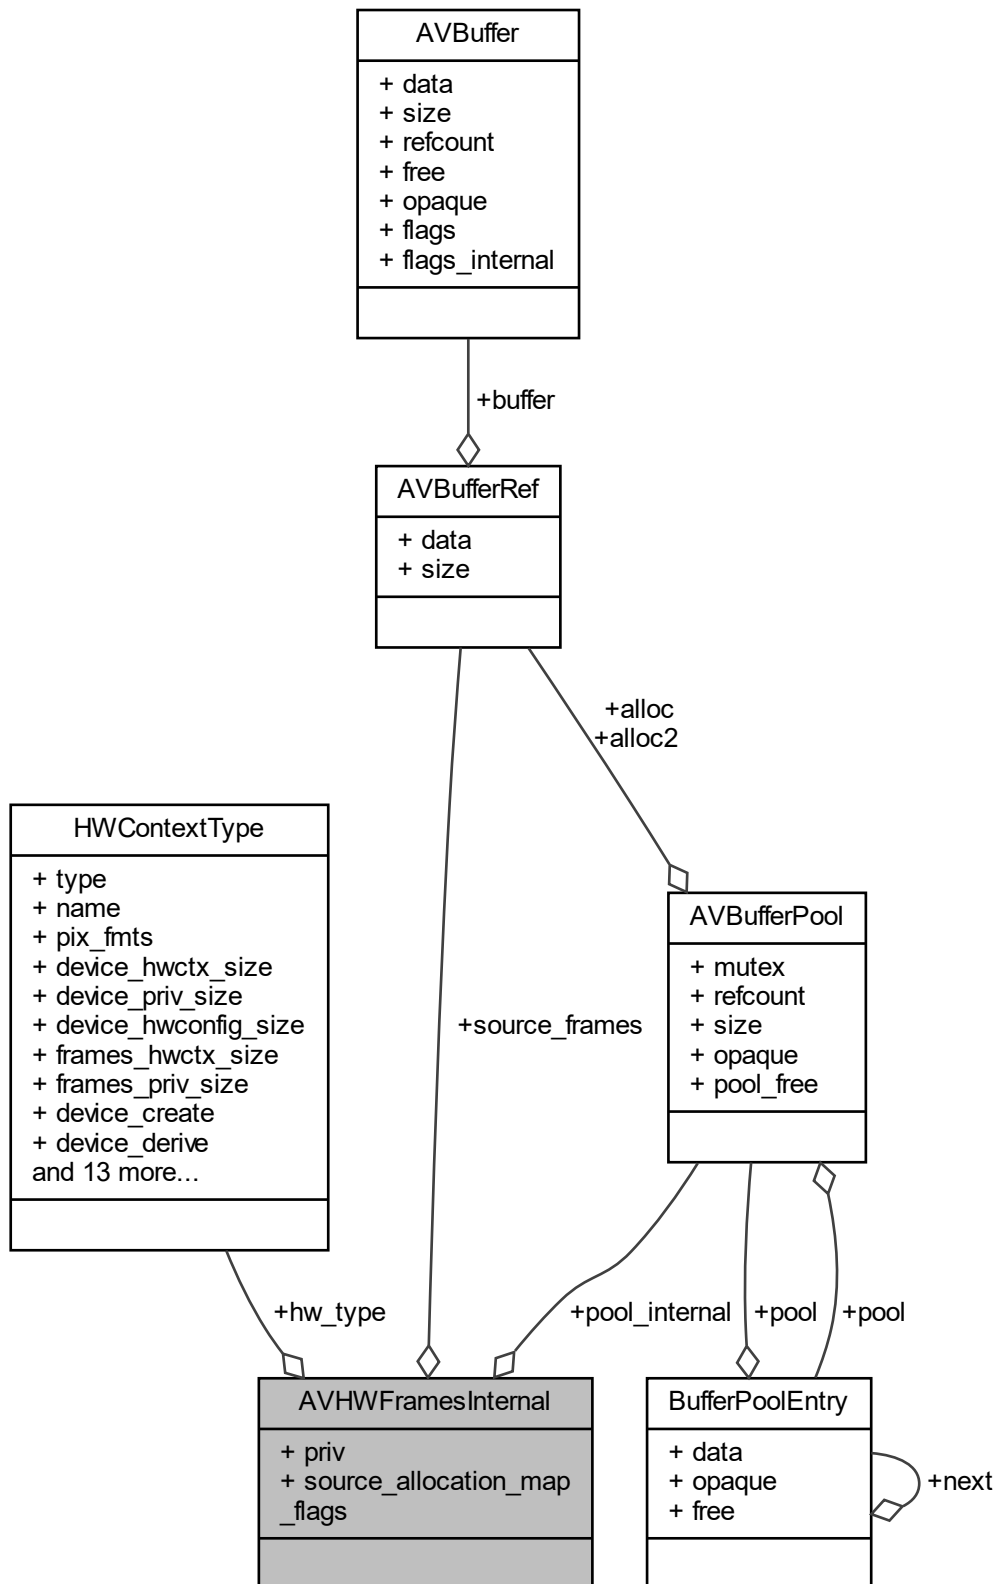 AVBuffer
+ data
+ size
+ refcount
+ free
+ opaque
+ flags
+ flags_internal
+buffer
AVBufferRef
+ data
+ size
+alloc
+alloc2
HWContextType
+ type
+ name
+ pix_fmts
+ device_hwctx_size
+ device_priv_size
+ device_hwconfig_size
+ frames_hwctx_size
+ frames_priv_size
+ device_create
+ device_derive
and 13 more...
+source_frames
AVBufferPool
+ mutex
+ refcount
+ size
+ opaque
+ pool_free
+hw_type
+pool_internal
+pool
+pool
AVHWFramesInternal
+ priv
+ source_allocation_map
_flags
BufferPoolEntry
+ data
+ opaque
+ free
+next